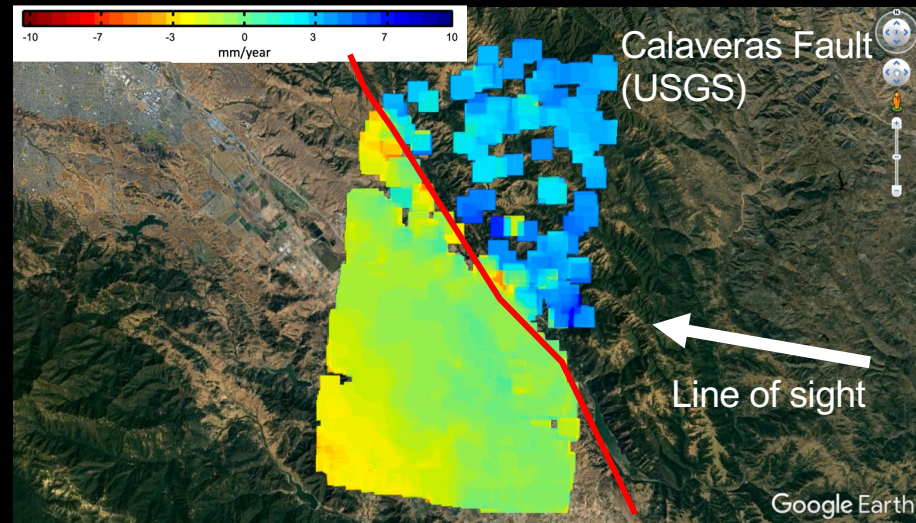 -10 -7 -3 0 3 7 10
mm/year
Calaveras Fault
(USGS)
N
Line of sight
Google Earth